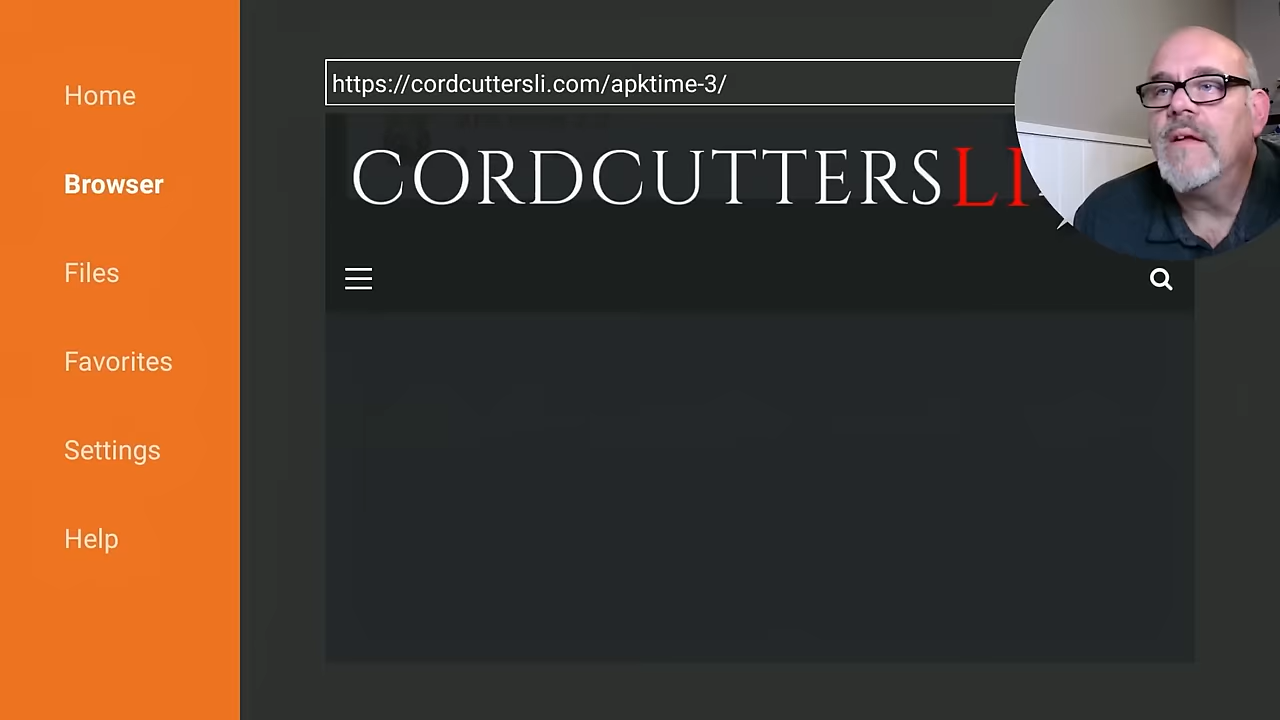 Home
Browser
Files
Favorites
Settings
Help
https://cordcuttersli.com/apktime-3/
CORDCUTTERSLI